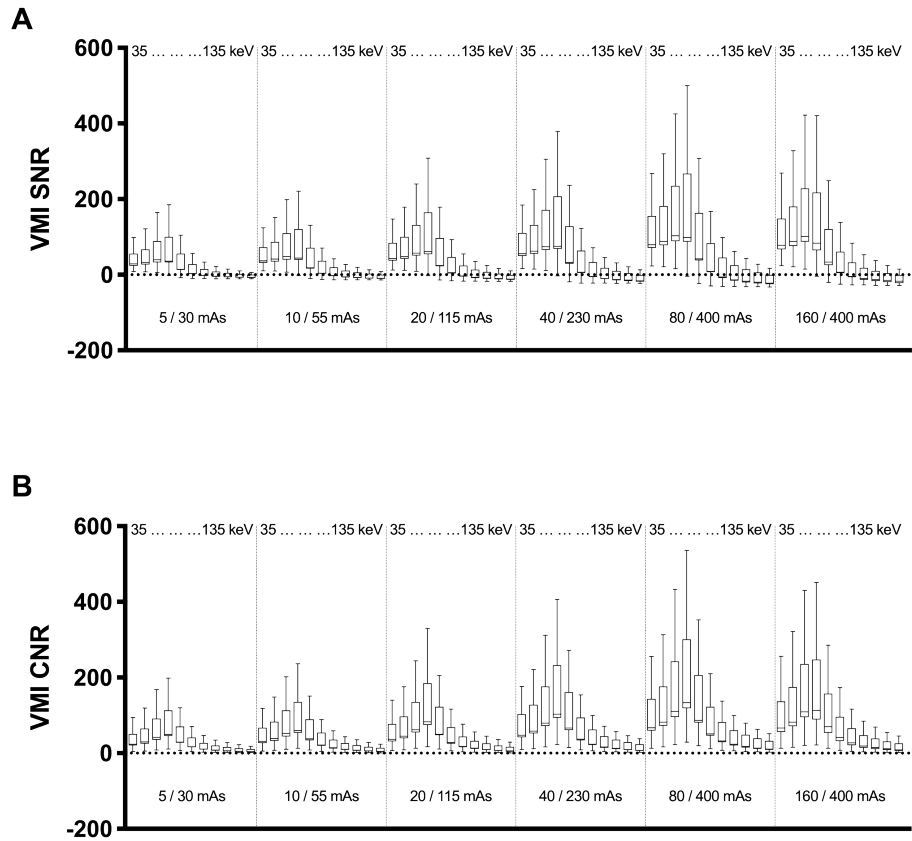 A
600
35 ... ... ...135 keV 35 ... ... ...135 keV 35 ... ... ...135 keV 35 ... ... ...135 keV 35 ... ... ...135 keV 35 ... ... ...135 keV
400
VMI SNR
200
0
5 / 30 mAs 10 / 55 mAs 20 / 115 mAs 40 / 230 mAs 80 / 400 mAs 160 / 400 mAs
-200
B
600
35 ... ... ...135 keV 35 ... ... ...135 keV 35 ... ... ...135 keV 35 ... ... ...135 keV 35 ... ... ...135 keV 35 ... ... ...135 keV
400
VMI CNR
200
0
5 / 30 mAs 10 / 55 mAs 20 / 115 mAs 40 / 230 mAs 80 / 400 mAs 160 / 400 mAs
-200